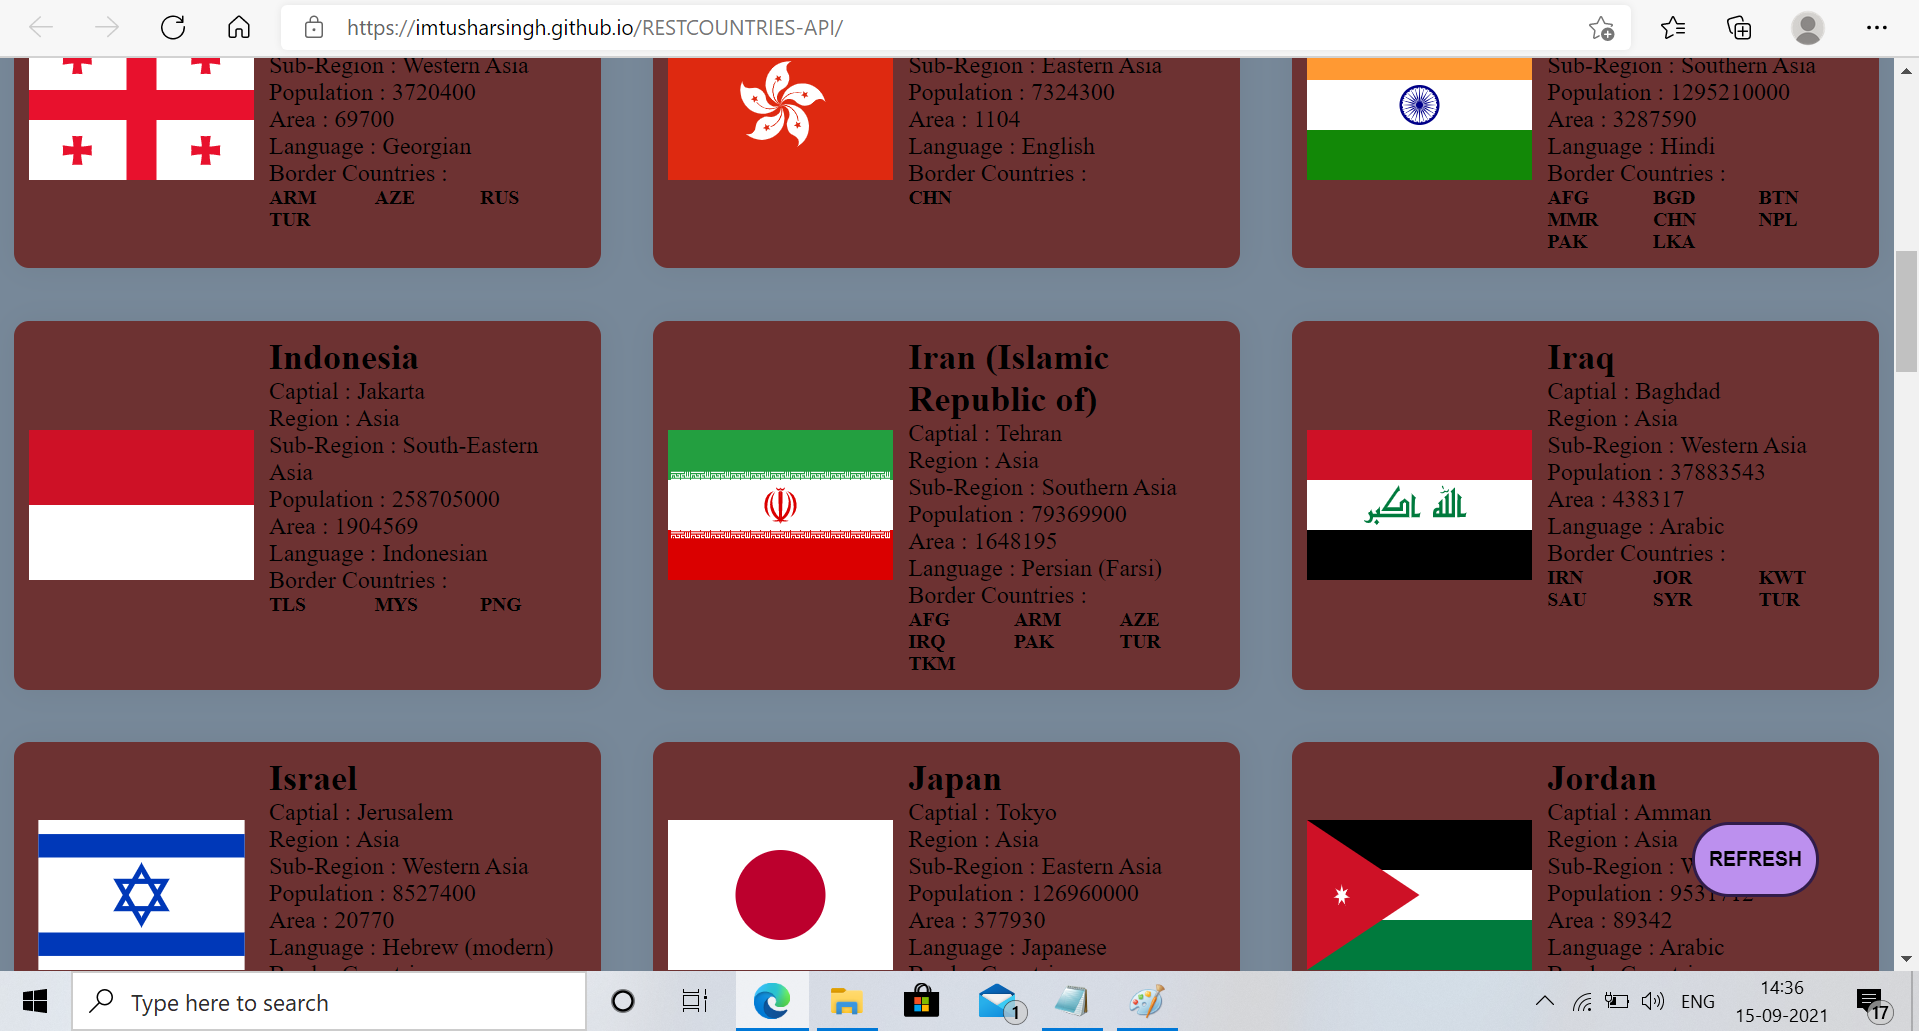 https://imtusharsingh.github.io/RESTCOUNTRIES-API/
Sub-Region : Western Asia
Population : 3720400
Area : 69700
Language : Georgian
Border Countries :
ARM AZE RUS
TUR
Sub-Region : Eastern Asia
Population : 7324300
Area : 1104
Language : English
Border Countries :
CHN
Sub-Region : Southern Asia
Population : 1295210000
Area : 3287590
Language : Hindi
Border Countries :
AFG BGD BTN
MMR CHN NPL
PAK LKA
Indonesia
Captial : Jakarta
Region : Asia
Sub-Region : South-Eastern
Asia
Population : 258705000
Area : 1904569
Language : Indonesian
Border Countries :
TLS MYS PNG
Iran (Islamic
Republic of)
Captial : Tehran
Region : Asia
Sub-Region : Southern Asia
Population : 79369900
Area : 1648195
Language : Persian (Farsi)
Border Countries :
AFG ARM AZE
IRQ PAK TUR
TKM
الله اكبر
Iraq
Captial : Baghdad
Region : Asia
Sub-Region : Western Asia
Population : 37883543
Area : 438317
Language : Arabic
Border Countries :
IRN JOR KWT
SAU SYR TUR
Israel
Captial : Jerusalem
Region : Asia
Sub-Region : Western Asia
Population : 8527400
Area : 20770
Language : Hebrew (modern)
Japan
Captial : Tokyo
Region : Asia
Sub-Region : Eastern Asia
Population : 126960000
Area : 377930
Language : Japanese
Jordan
Captial : Amman
Region : Asia
Sub-Region :
Population :
Area : 89342
Language : Arabic
REFRESH
Type here to search
1
ENG
14:36
15-09-2021
17